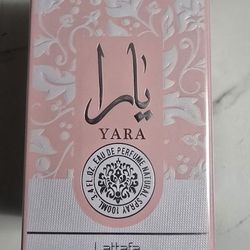 يارا
YARA
3.4 FL.OZ. EAU DE PERFUME NATURAL SPRAY 100ML
Lattafa